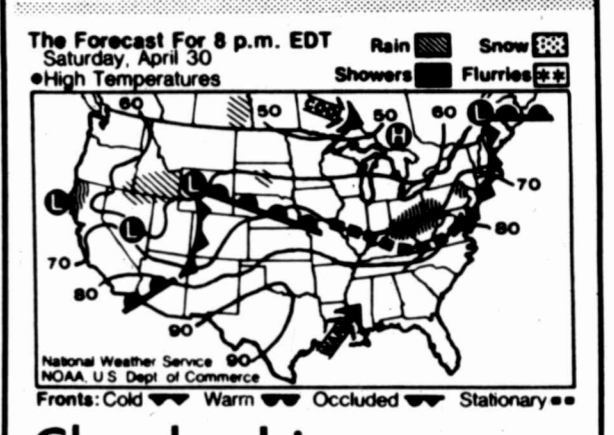 The Forecast For 8 p.m. EDT
Saturday, April 30
●High Temperatures
Rain Snow
Showers Flurries
60 50 50 60
L
H
L
L
L
70
80
70
80
90
90
COLD
National Weather Service
NOAA, U S Dept of Commerce
Fronts: Cold Warm Occluded Stationary